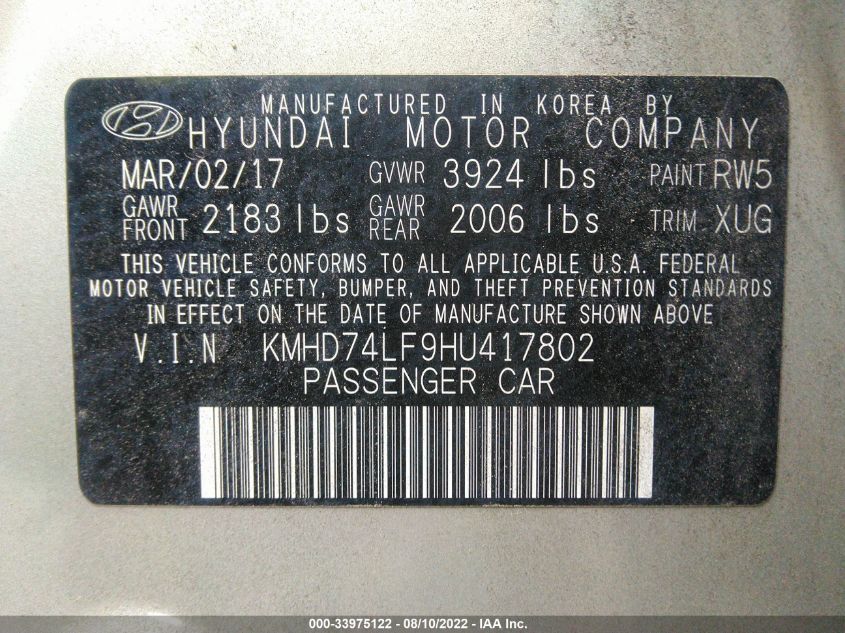 MANUFACTURED IN KOREA BY
HYUNDAI MOTOR COMPANY
MAR/02/17 GVWR 3924 lbs PAINT RW5
GAWR FRONT 2183 lbs GAWR REAR 2006 lbs TRIM XUG
THIS VEHICLE CONFORMS TO ALL APPLICABLE U.S.A. FEDERAL
MOTOR VEHICLE SAFETY, BUMPER, AND THEFT PREVENTION STANDARDS
IN EFFECT ON THE DATE OF MANUFACTURE SHOWN ABOVE
V.I.N KMHD74LF9HU417802
PASSENGER CAR
000-33975122 - 08/10/2022 - IAA Inc.